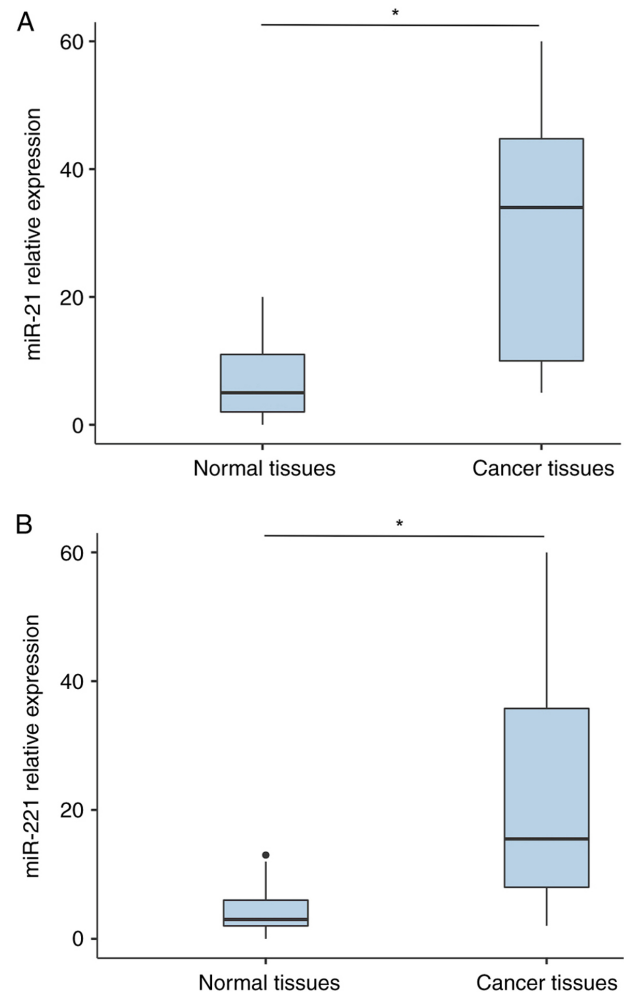 A
*
60
40
20
0
miR-21 relative expression
Normal tissues
Cancer tissues
B
*
60
40
20
0
miR-221 relative expression
Normal tissues
Cancer tissues